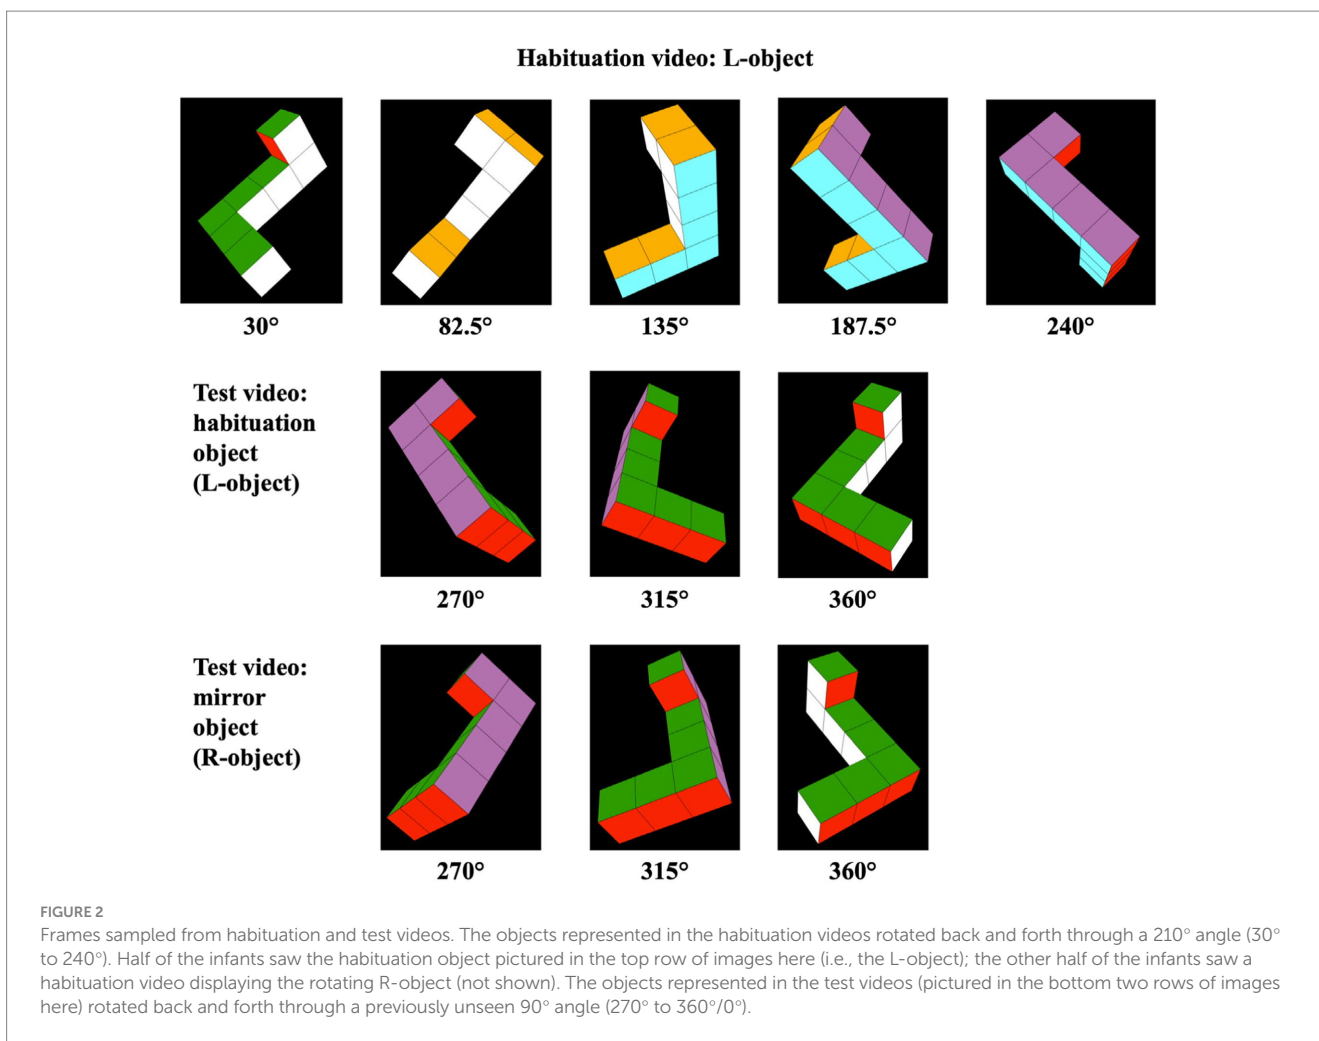 Habituation video: L-object
30°
82.5°
135°
187.5°
240°
Test video:
habituation
object
(L-object)
270°
315°
360°
Test video:
mirror
object
(R-object)
270°
315°
360°
FIGURE 2
Frames sampled from habituation and test videos. The objects represented in the habituation videos rotated back and forth through a 210° angle (30°
to 240°). Half of the infants saw the habituation object pictured in the top row of images here (i.e., the L-object); the other half of the infants saw a
habituation video displaying the rotating R-object (not shown). The objects represented in the test videos (pictured in the bottom two rows of images
here) rotated back and forth through a previously unseen 90° angle (270° to 360°/0°).